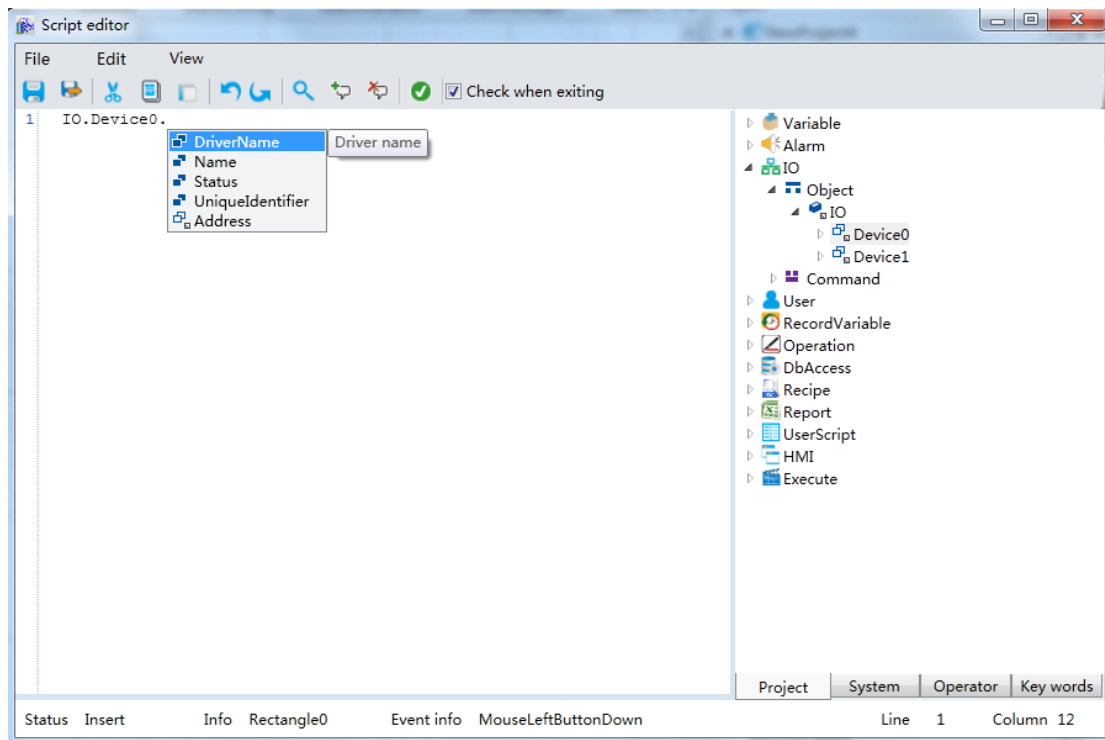 Script editor
File Edit View
Check when exiting
1 IO.Device0.
DriverName Driver name
Name
Status
UniqueIdentifier
Address
Variable
Alarm
IO
Object
IO
Device0
Device1
Command
User
RecordVariable
Operation
DbAccess
Recipe
Report
UserScript
HMI
Execute
Project System Operator Key words
Status Insert Info Rectangle0 Event info MouseLeftButtonDown Line 1 Column 12